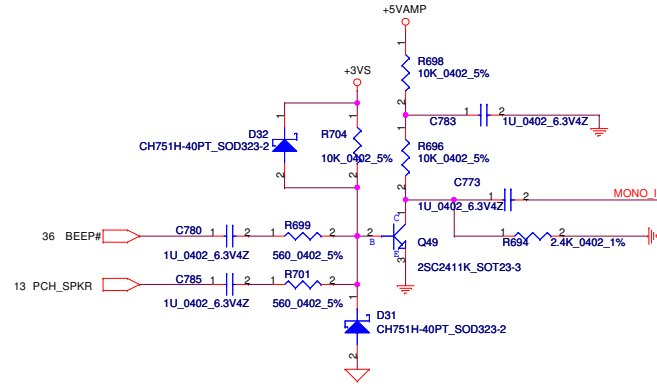 +5VAMP
1
R698
10K_0402_5%
2
+3VS
C783
1
2
1U_0402_6.3V4Z
1
D32
CH751H-40PT_SOD323-2
2
1
R704
10K_0402_5%
2
1
R696
10K_0402_5%
2
C773
1
2
1U_0402_6.3V4Z
MONO_I
36 BEEP#
C780
1
2
1U_0402_6.3V4Z
R699
1
2
560_0402_5%
2
B
C
1
E
3
Q49
2SC2411K_SOT23-3
1
2
R694
2.4K_0402_1%
13 PCH_SPKR
C785
1
2
1U_0402_6.3V4Z
R701
1
2
560_0402_5%
1
D31
CH751H-40PT_SOD323-2
2